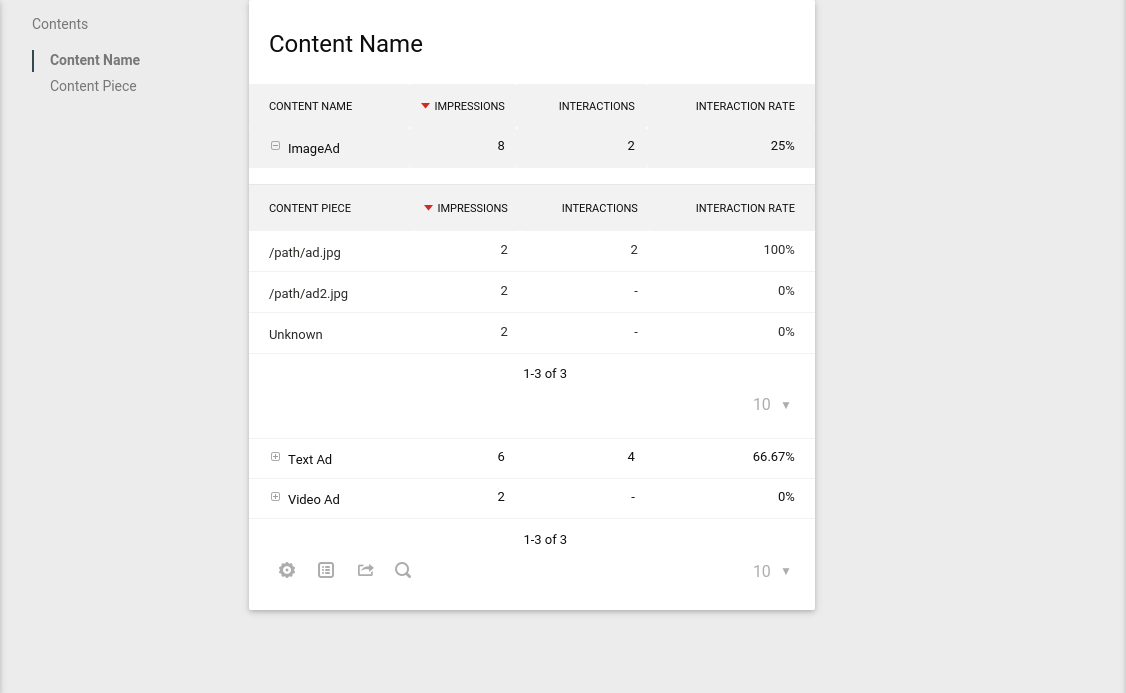 Contents
Content Name
Content Piece
Content Name
CONTENT NAME IMPRESSIONS INTERACTIONS INTERACTION RATE
ImageAd 8 2 25%
CONTENT PIECE IMPRESSIONS INTERACTIONS INTERACTION RATE
/path/ad.jpg 2 2 100%
/path/ad2.jpg 2 - 0%
Unknown 2 - 0%
1-3 of 3
10
Text Ad 6 4 66.67%
Video Ad 2 - 0%
1-3 of 3
10